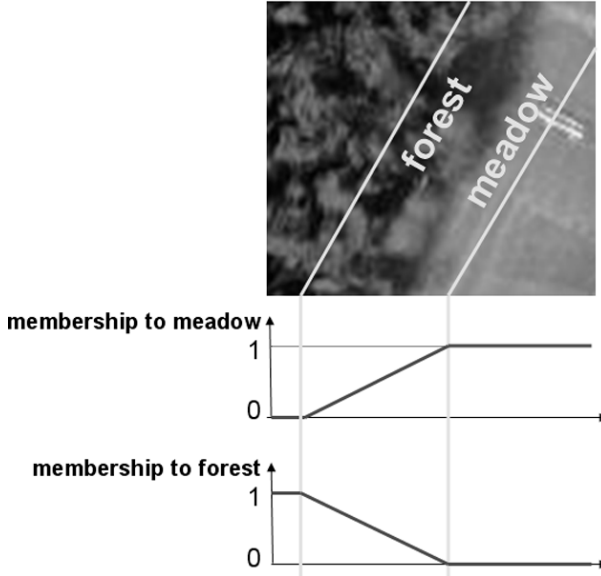 forest
meadow
membership to meadow
1
0
membership to forest
1
0